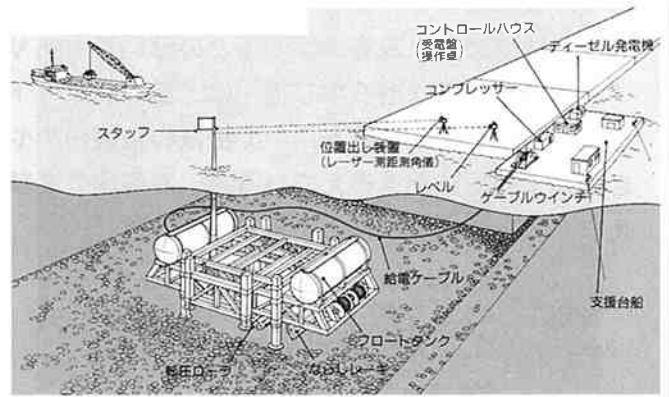 コントロールハウス
(受電盤
操作卓)
ディーゼル発電機
コンプレッサー
スタッフ
位置出し装置
(レーザー測距測角儀)
レベル
ケーブルウインチ
給電ケーブル
支援台船
フロートタンク
転圧ローラ
ならしレーキ